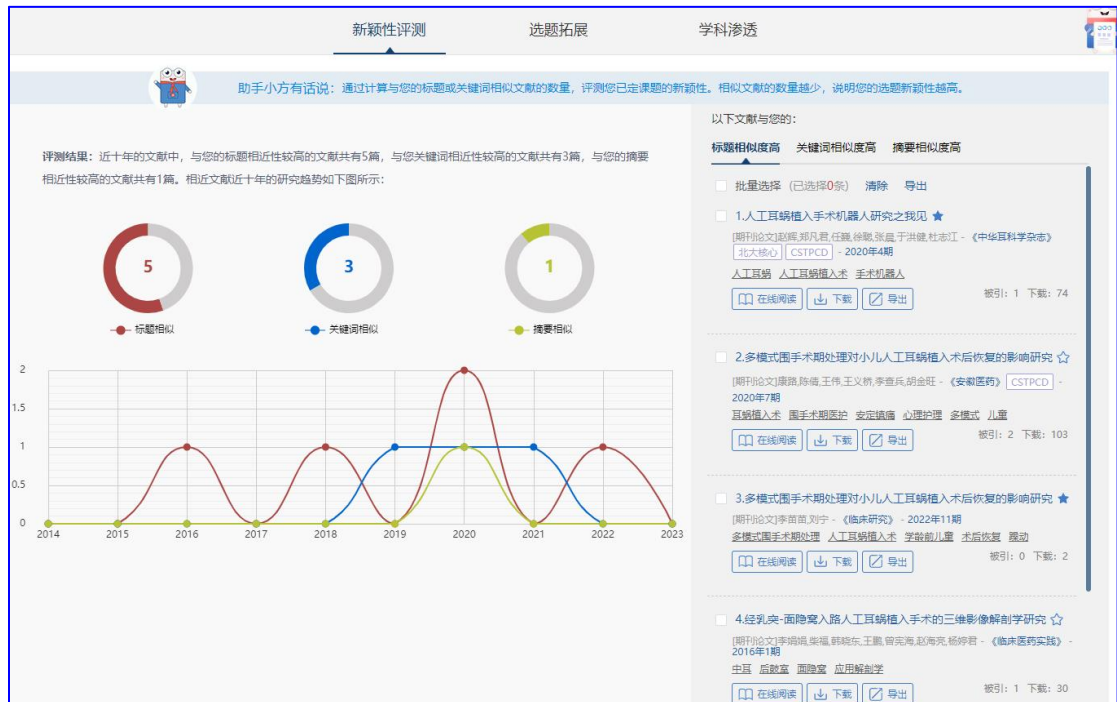 新颖性评测 选题拓展 学科渗透
助手小方有话说：通过计算与您的标题或关键词相似文献的数量，评测您已定课题的新颖性。相似文献的数量越少，说明您的选题新颖性越高。
评测结果：近十年的文献中，与您的标题相近性较高的文献共有5篇，与您关键词相近性较高的文献共有3篇，与您的摘要
相近性较高的文献共有1篇。相近文献近十年的研究趋势如下图所示：
5 3 1
标题相似 关键词相似 摘要相似
2
1.5
1
0.5
0
2014 2015 2016 2017 2018 2019 2020 2021 2022 2023
以下文献与您的：
标题相似度高 关键词相似度高 摘要相似度高
批量选择 (已选择0条) 清除 导出
1.人工耳蜗植入手术机器人研究之我见
[期刊论文]赵辉,郑凡君,任巍,徐聪,张晶,于洪健,杜志江 - 《中华耳科学杂志》
北大核心 CSTPCD - 2020年4期
人工耳蜗 人工耳蜗植入术 手术机器人
在线阅读 下载 导出 被引：1 下载：74
2.多模式围手术期处理对小儿人工耳蜗植入术后恢复的影响研究
[期刊论文]康路,陈倩,王伟,王义桥,李查兵,胡金旺 - 《安徽医药》 CSTPCD -
2020年7期
耳蜗植入术 围手术期医护 安定镇痛 心理护理 多模式 儿童
在线阅读 下载 导出 被引：2 下载：103
3.多模式围手术期处理对小儿人工耳蜗植入术后恢复的影响研究
[期刊论文]李苗苗,刘宁 - 《临床研究》 - 2022年11期
多模式围手术期处理 人工耳蜗植入术 学龄前儿童 术后恢复 躁动
在线阅读 下载 导出 被引：0 下载：2
4.经乳突-面隐窝入路人工耳蜗植入手术的三维影像解剖学研究
[期刊论文]李娟娟,柴福,韩晓东,王鹏,曾宪海,赵海亮,杨婷君 - 《临床医药实践》 -
2016年1期
中耳 后鼓室 面隐窝 应用解剖学
在线阅读 下载 导出 被引：1 下载：30